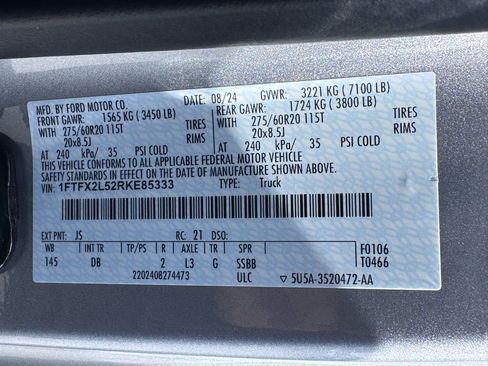 MFD. BY FORD MOTOR CO. DATE: 08/24 GVWR: 3221 KG ( 7100 LB)
FRONT GAWR: 1565 KG ( 3450 LB) REAR GAWR: 1724 KG ( 3800 LB)
WITH 275/60R20 115T TIRES WITH 275/60R20 115T TIRES
20x8.5J RIMS 20x8.5J RIMS
AT 240 kPa/ 35 PSI COLD AT 240 kPa/ 35 PSI COLD
THIS VEHICLE CONFORMS TO ALL APPLICABLE FEDERAL MOTOR VEHICLE
SAFETY STANDARDS IN EFFECT ON THE DATE OF MANUFACTURE SHOWN ABOVE.
VIN: 1FTFX2L52RKE85333 TYPE: Truck
EXT PNT: JS RC: 21 DSO:
WB INT TR TP/PS R AXLE TR SPR F0106
145 DB 2 L3 G SSBB T0466
2202408274473 ULC ▽ 5U5A-3520472-AA